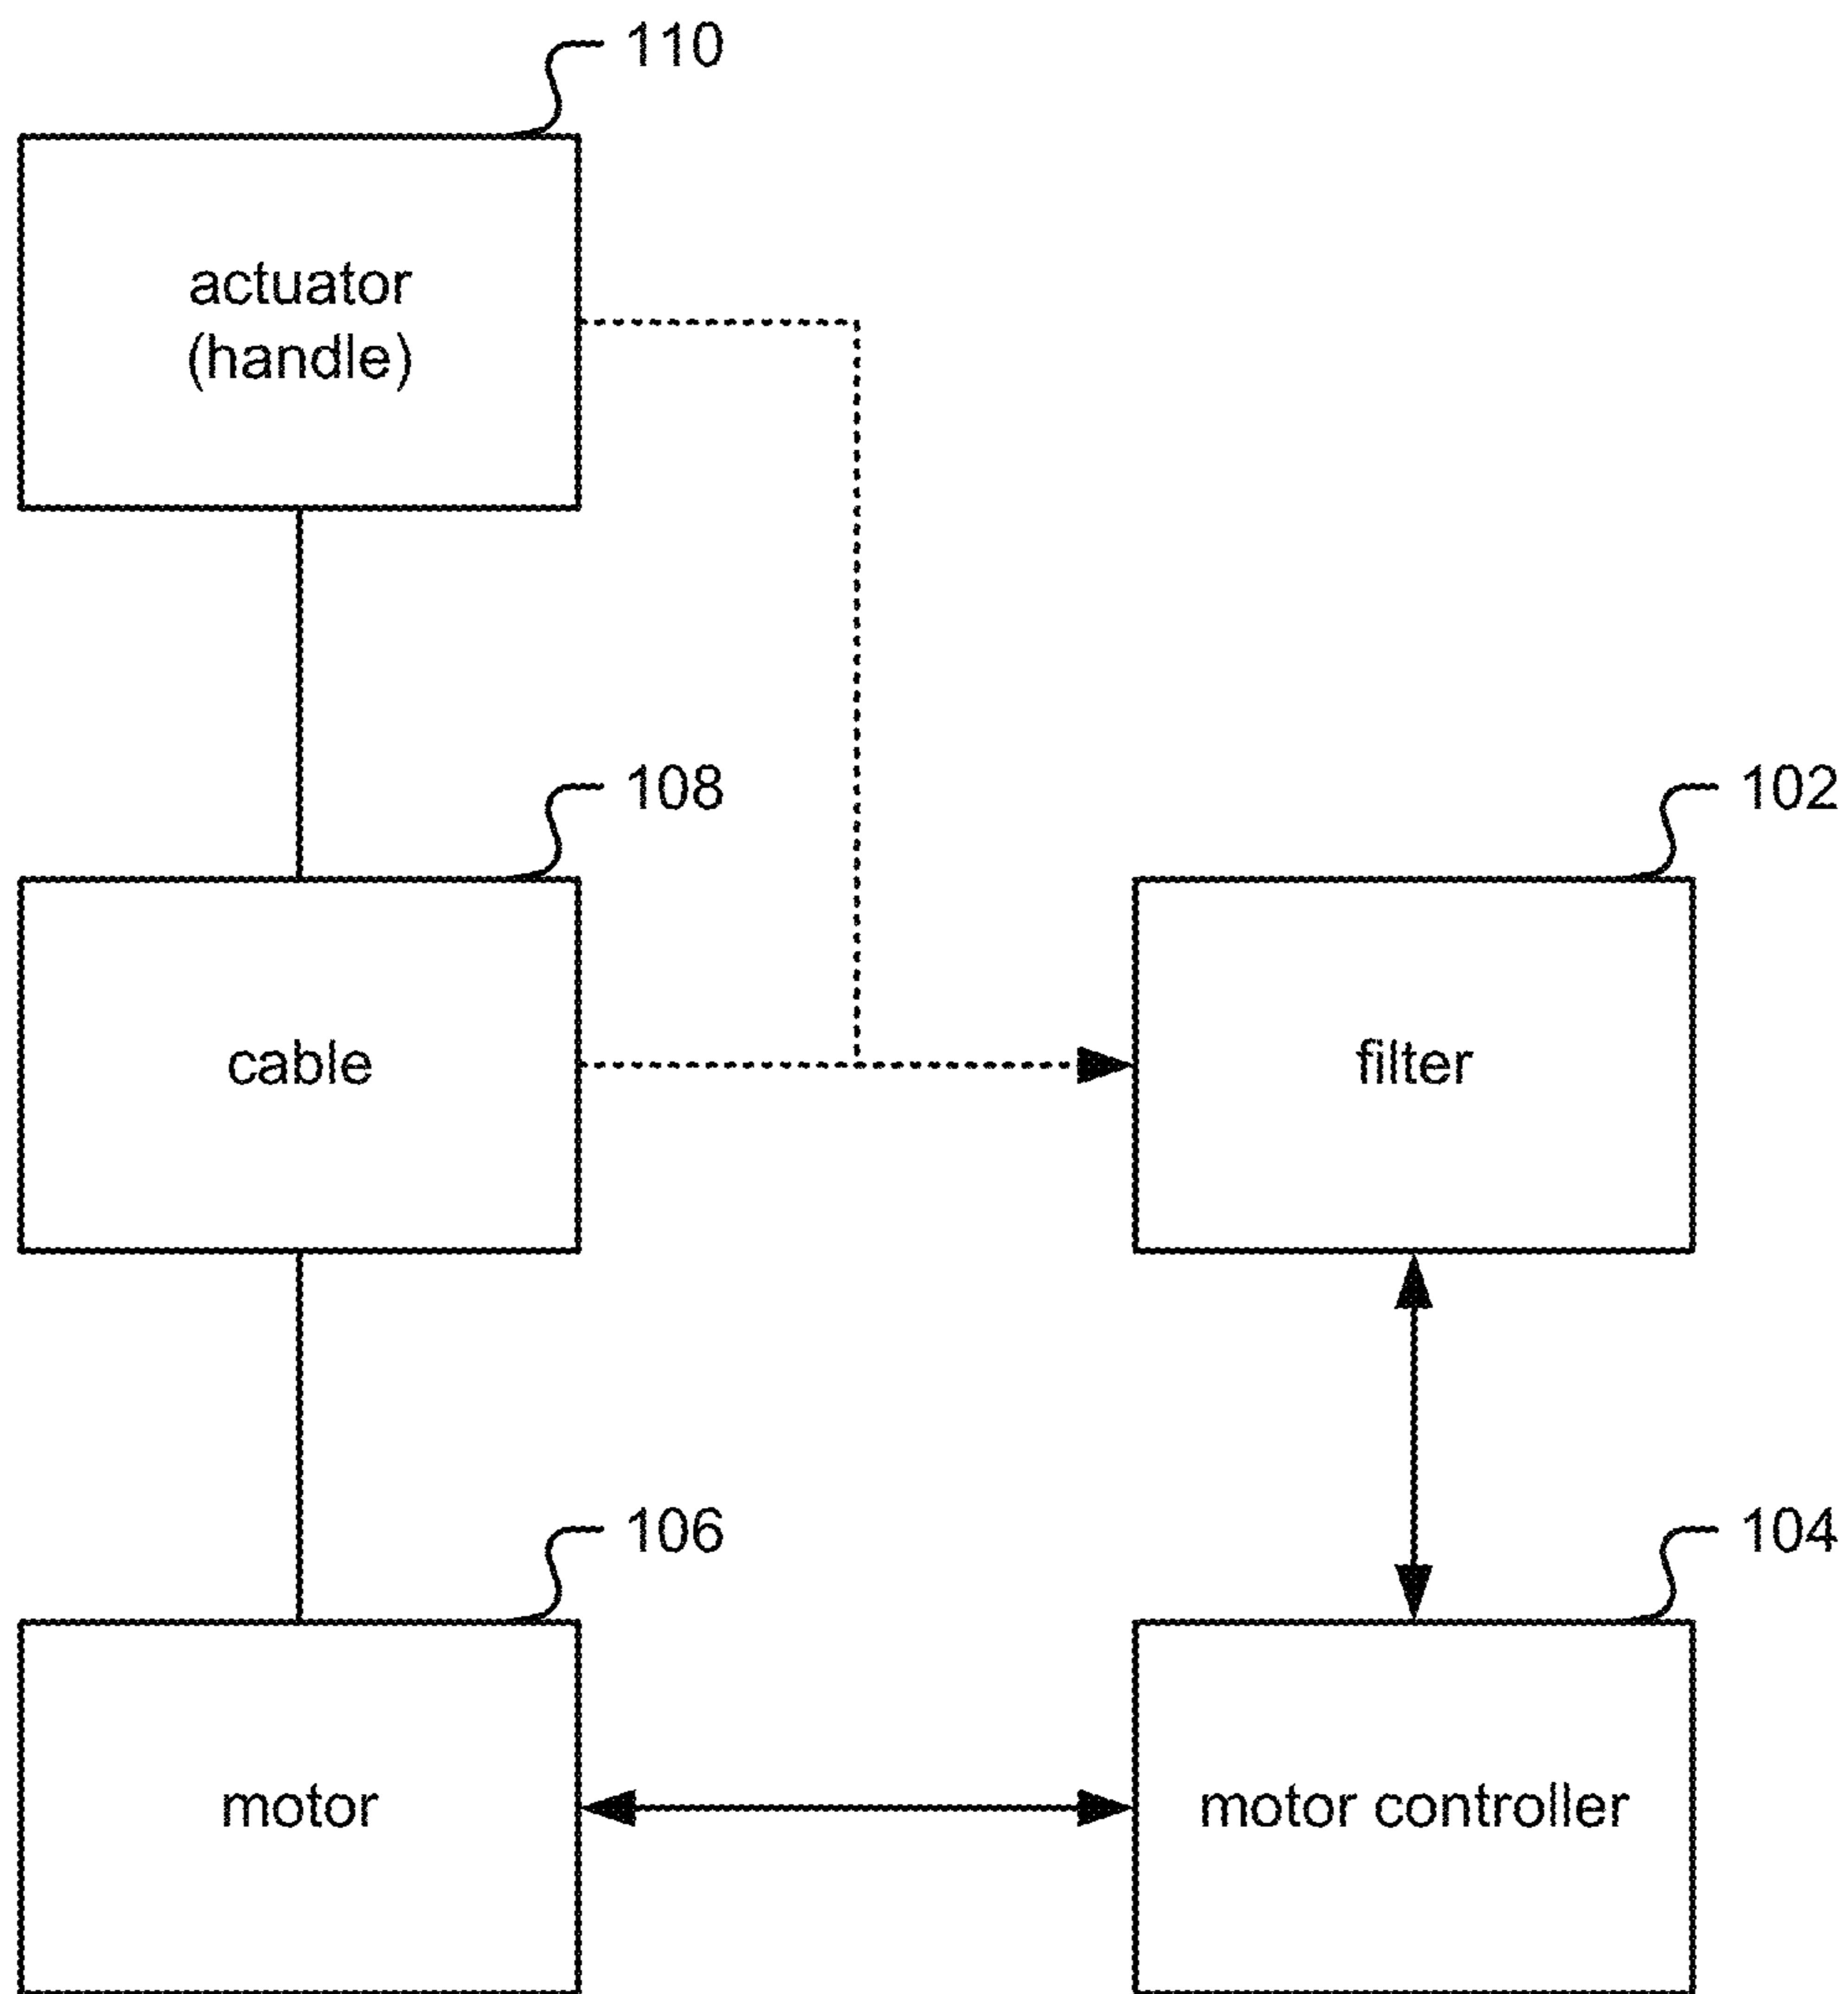 110
actuator
(handle)
108
102
cable
filter
106
104
motor
motor controller